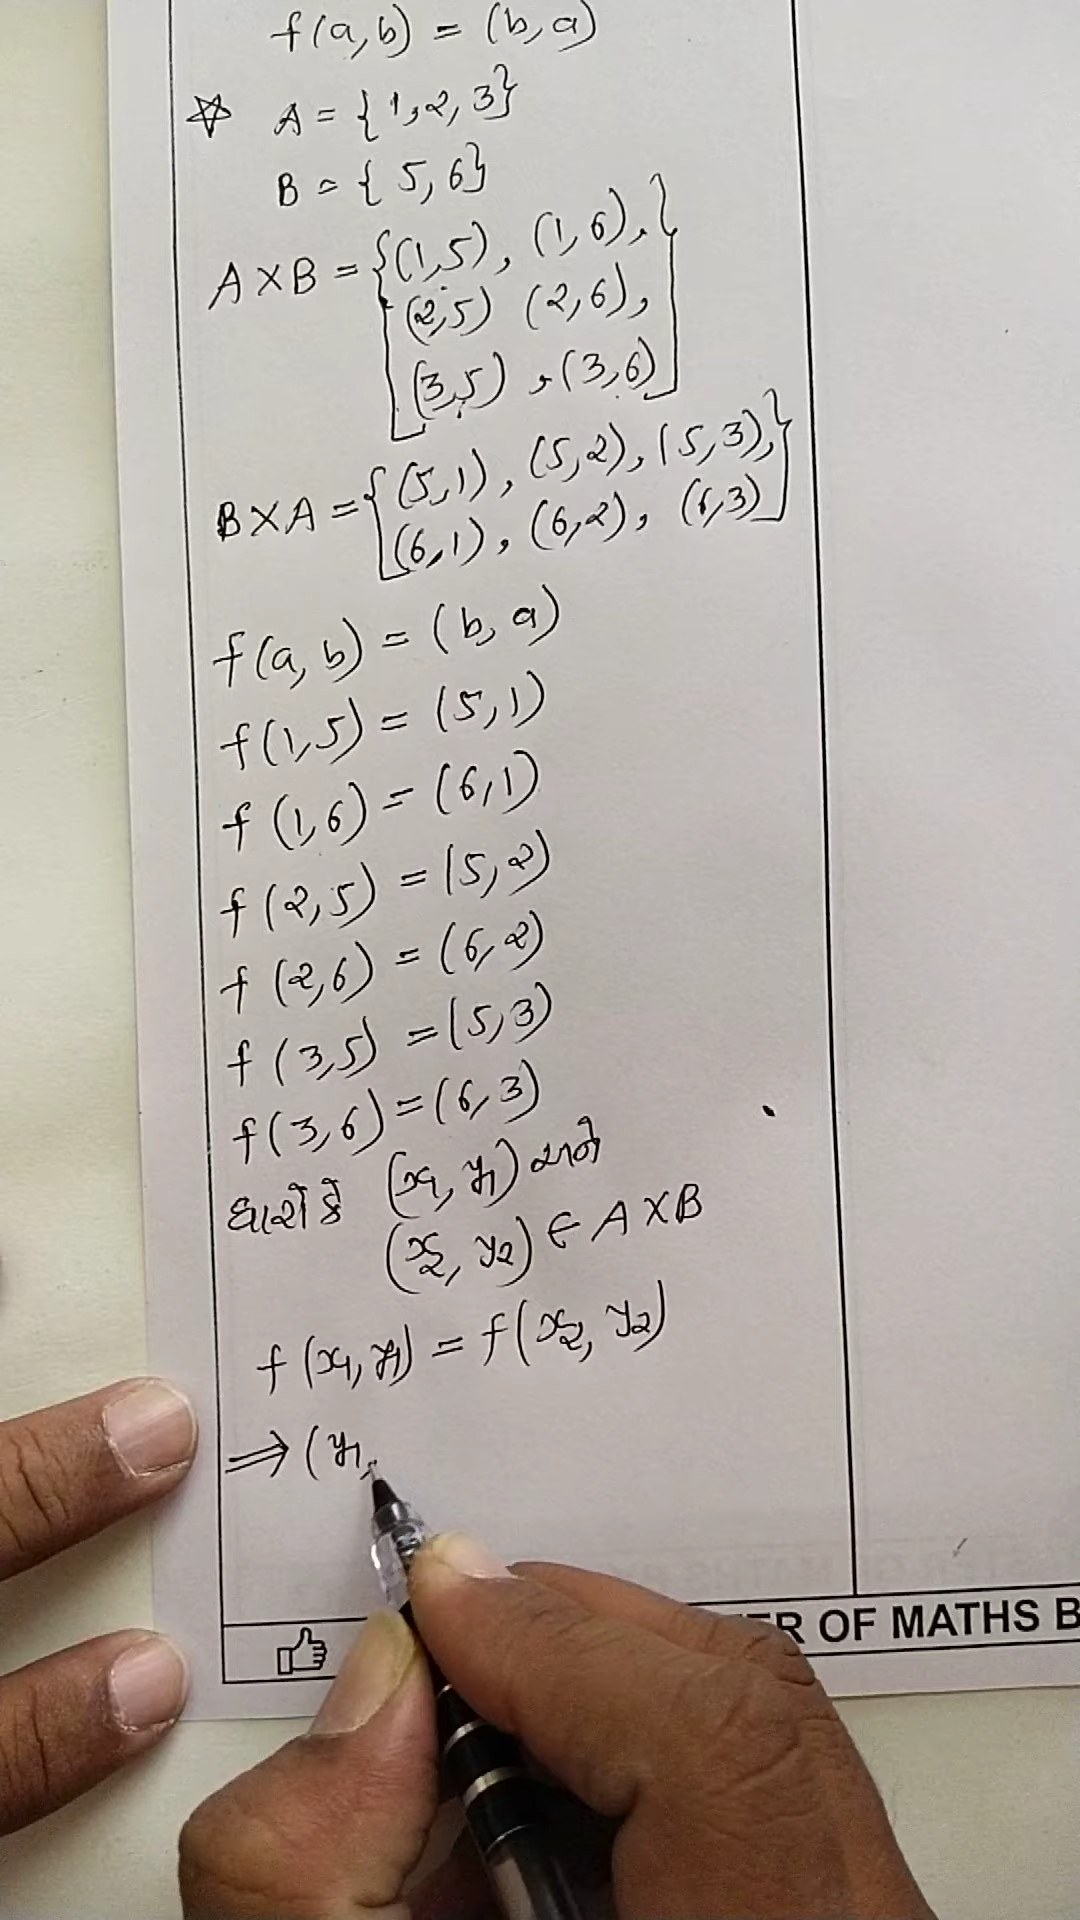 f(a, b) = (b, a)
☆ A = {1, 2, 3}
B = {5, 6}
A×B = {(1,5), (1,6),
(2,5) (2,6),
(3,5), (3,6)}
B×A = {(5,1), (5,2), (5,3),
(6,1), (6,2), (6,3)}
f(a, b) = (b, a)
f(1,5) = (5,1)
f(1,6) = (6,1)
f(2,5) = (5,2)
f(2,6) = (6,2)
f(3,5) = (5,3)
f(3,6) = (6,3)
ધારો કે (x₁, y₁) અને
(x₂, y₂) ∈ A×B
f(x₁, y₁) = f(x₂, y₂)
⇒ (y₁,
OF MATHS